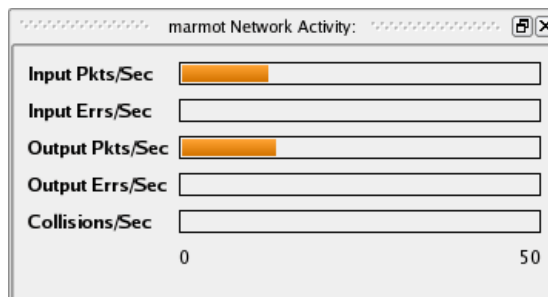 marmot Network Activity:
Input Pkts/Sec
Input Errs/Sec
Output Pkts/Sec
Output Errs/Sec
Collisions/Sec
0 50